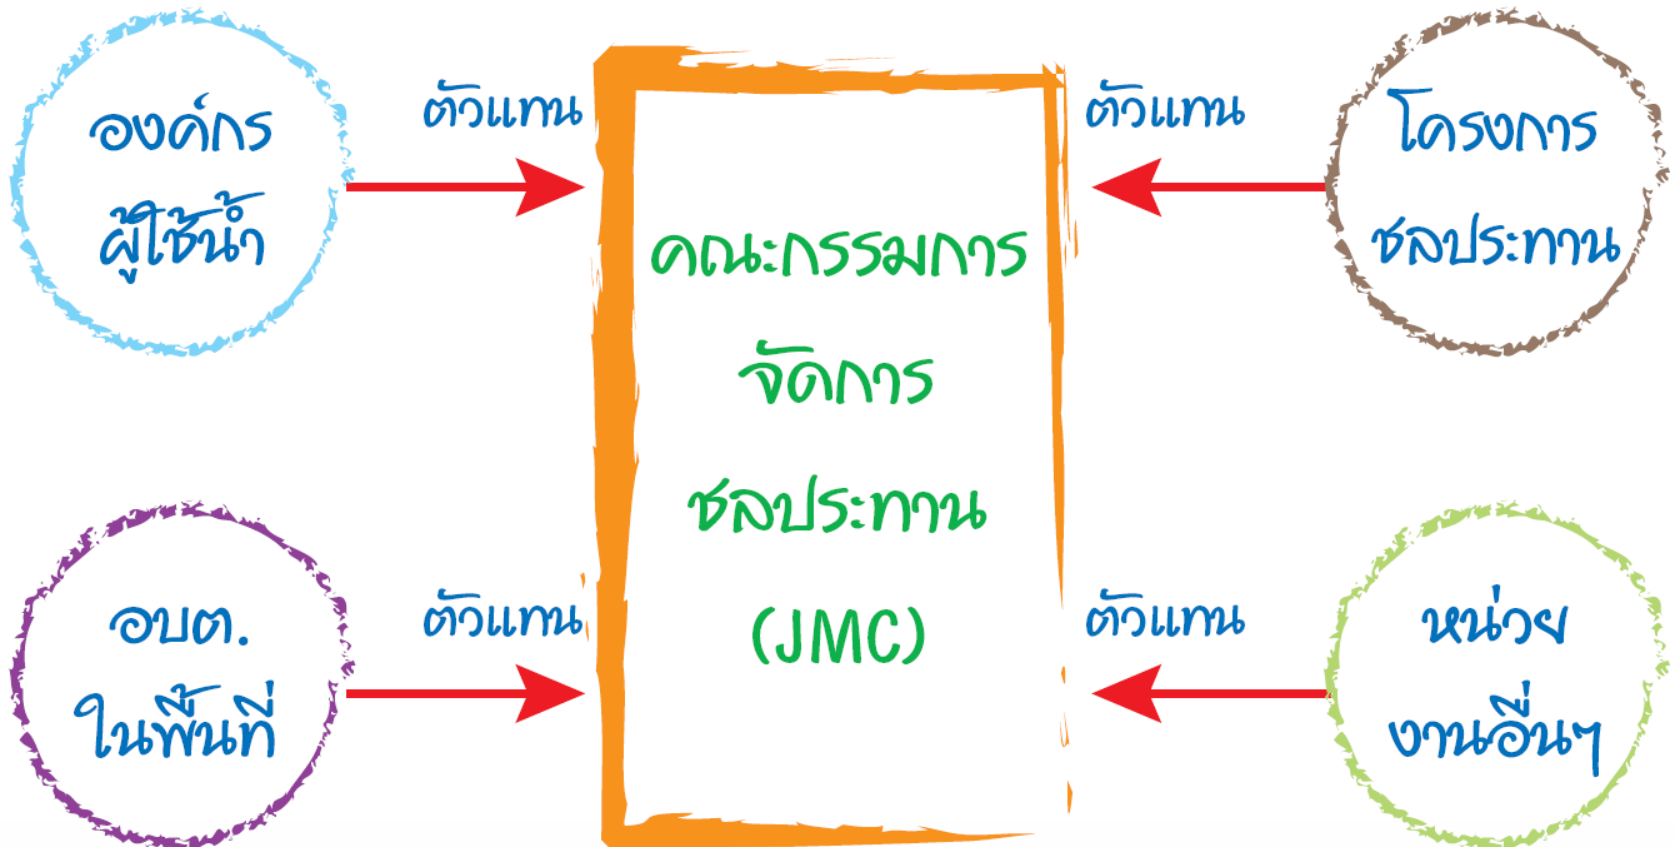 องค์กร
ผู้ใช้น้ำ
ตัวแทน
คณะกรรมการ
จัดการ
ชลประทาน
(JMC)
ตัวแทน
โครงการ
ชลประทาน
อบต.
ในพื้นที่
ตัวแทน
ตัวแทน
หน่วย
งานอื่นๆ